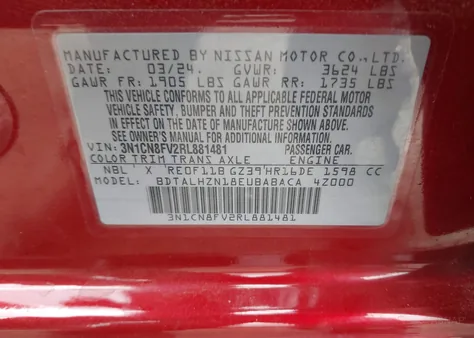 MANUFACTURED BY NISSAN MOTOR CO., LTD.
DATE: 03/24. GVWR: 3624 LBS
GAWR FR: 1905 LBS GAWR RR: 1735 LBS
THIS VEHICLE CONFORMS TO ALL APPLICABLE FEDERAL MOTOR
VEHICLE SAFETY, BUMPER, AND THEFT PREVENTION STANDARDS
IN EFFECT ON THE DATE OF MANUFACTURE SHOWN ABOVE.
SEE OWNER'S MANUAL FOR ADDITIONAL INFORMATION.
VIN: 3N1CN8FV2RL881481 PASSENGER CAR.
COLOR TRIM TRANS AXLE ENGINE
NBL' X RE0F11B GZ39'HR16DE 1598 CC
MODEL: BDTALHZN18EUBABACA 4Z000
3N1CN8FV2RL881481